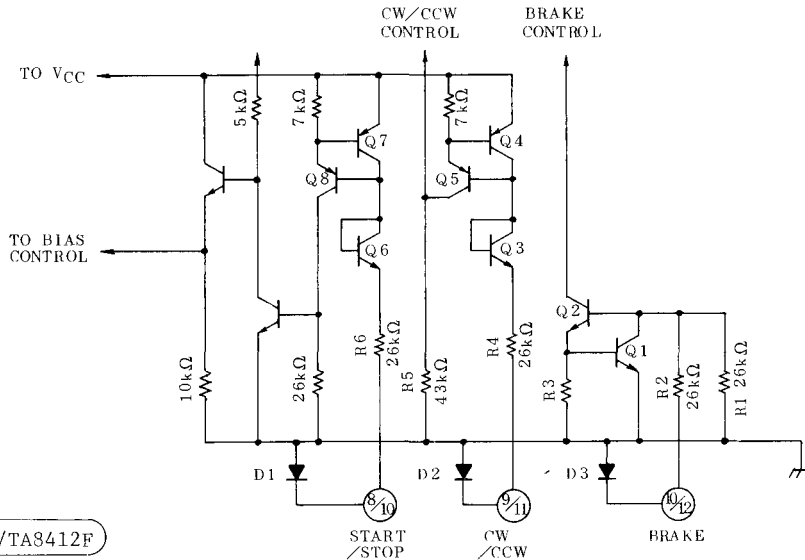 CW/CCW
CONTROL
BRAKE
CONTROL
TO VCC
5kΩ
7kΩ
Q7
7kΩ
Q4
Q8
Q5
Q6
Q3
TO BIAS
CONTROL
Q2
Q1
10kΩ
26kΩ
R6
26kΩ
R5
43kΩ
R4
26kΩ
R3
R2
26kΩ
R1 26kΩ
D1
D2
D3
8/10
9/11
10/12
START
/STOP
CW
/CCW
BRAKE
/TA8412F